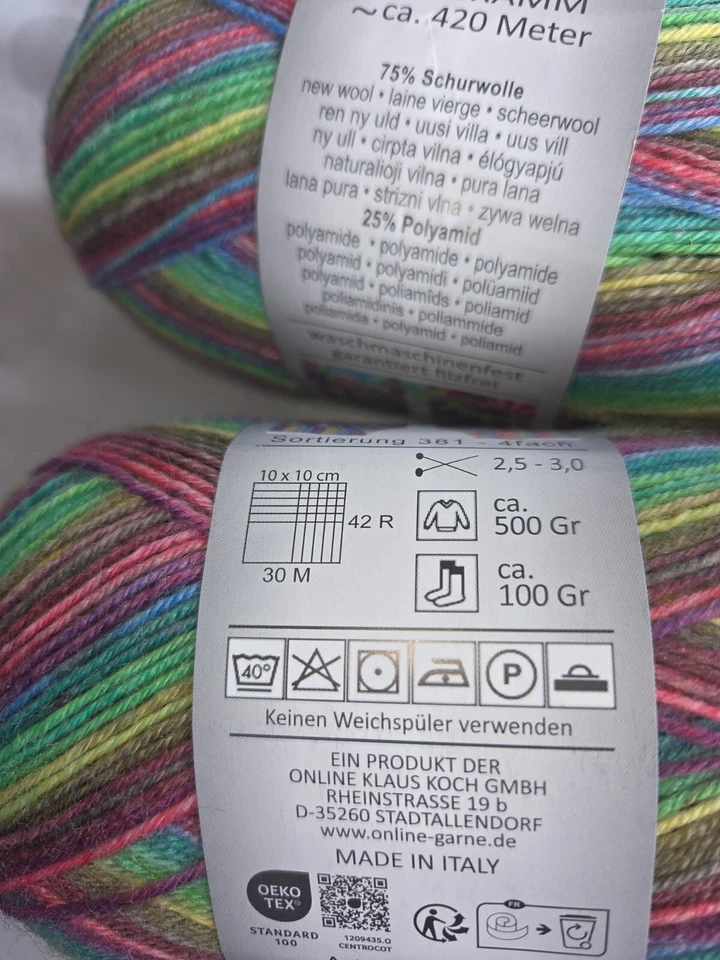 ~ca. 420 Meter
75% Schurwolle
new wool • laine vierge • scheerwool
ren ny uld • uusi villa • uus vill
ny ull • cirpta vilna • élógyapjú
naturalioji vilna • pura lana
lana pura • strizni vlna • zywa welna
25% Polyamid
polyamide • polyamide • polyamide
polyamid • polyamidi • polüamiid
polyamid • poliamīds • poliamid
poliamidinis • poliammide
poliamida • polyamid • poliamid
waschmaschinenfest
garantiert filzfrei
Sortierung 381 - 4fach
10 x 10 cm
42 R
30 M
2,5 - 3,0
ca.
500 Gr
ca.
100 Gr
40°
P
Keinen Weichspüler verwenden
EIN PRODUKT DER
ONLINE KLAUS KOCH GMBH
RHEINSTRASSE 19 b
D-35260 STADTALLENDORF
www.online-garne.de
MADE IN ITALY
OEKO
TEX®
STANDARD
100
1209435.O
CENTROCOT
FR